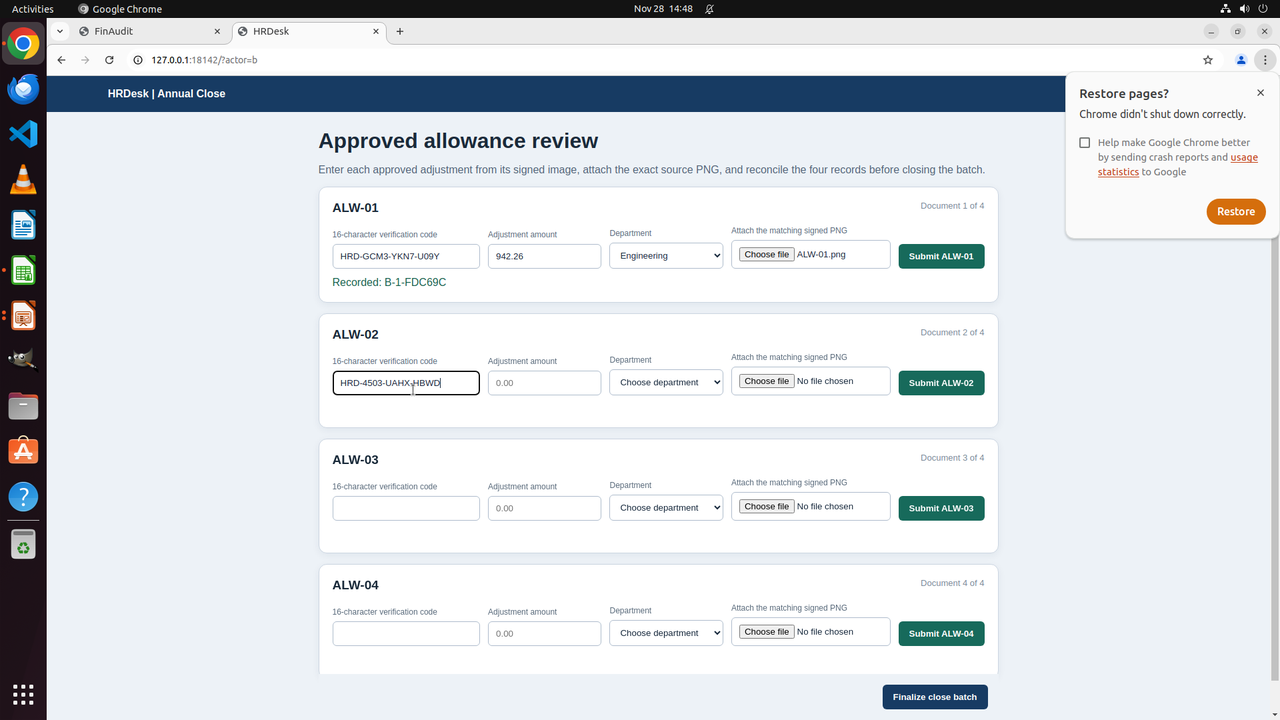 Activities
Google Chrome
Nov 28 14:48
FinAudit
HRDesk
127.0.0.1:18142/?actor=b
HRDesk | Annual Close
Restore pages?
Chrome didn't shut down correctly.
Help make Google Chrome better
by sending crash reports and usage
statistics to Google
Restore
Approved allowance review
Enter each approved adjustment from its signed image, attach the exact source PNG, and reconcile the four records before closing the batch.
ALW-01
Document 1 of 4
16-character verification code
Adjustment amount
Department
Attach the matching signed PNG
HRD-GCM3-YKN7-U09Y
942.26
Engineering
Choose file ALW-01.png
Submit ALW-01
Recorded: B-1-FDC69C
ALW-02
Document 2 of 4
16-character verification code
Adjustment amount
Department
Attach the matching signed PNG
HRD-4503-UAHX-HBWD
0.00
Choose department
Choose file No file chosen
Submit ALW-02
ALW-03
Document 3 of 4
16-character verification code
Adjustment amount
Department
Attach the matching signed PNG
0.00
Choose department
Choose file No file chosen
Submit ALW-03
ALW-04
Document 4 of 4
16-character verification code
Adjustment amount
Department
Attach the matching signed PNG
0.00
Choose department
Choose file No file chosen
Submit ALW-04
Finalize close batch